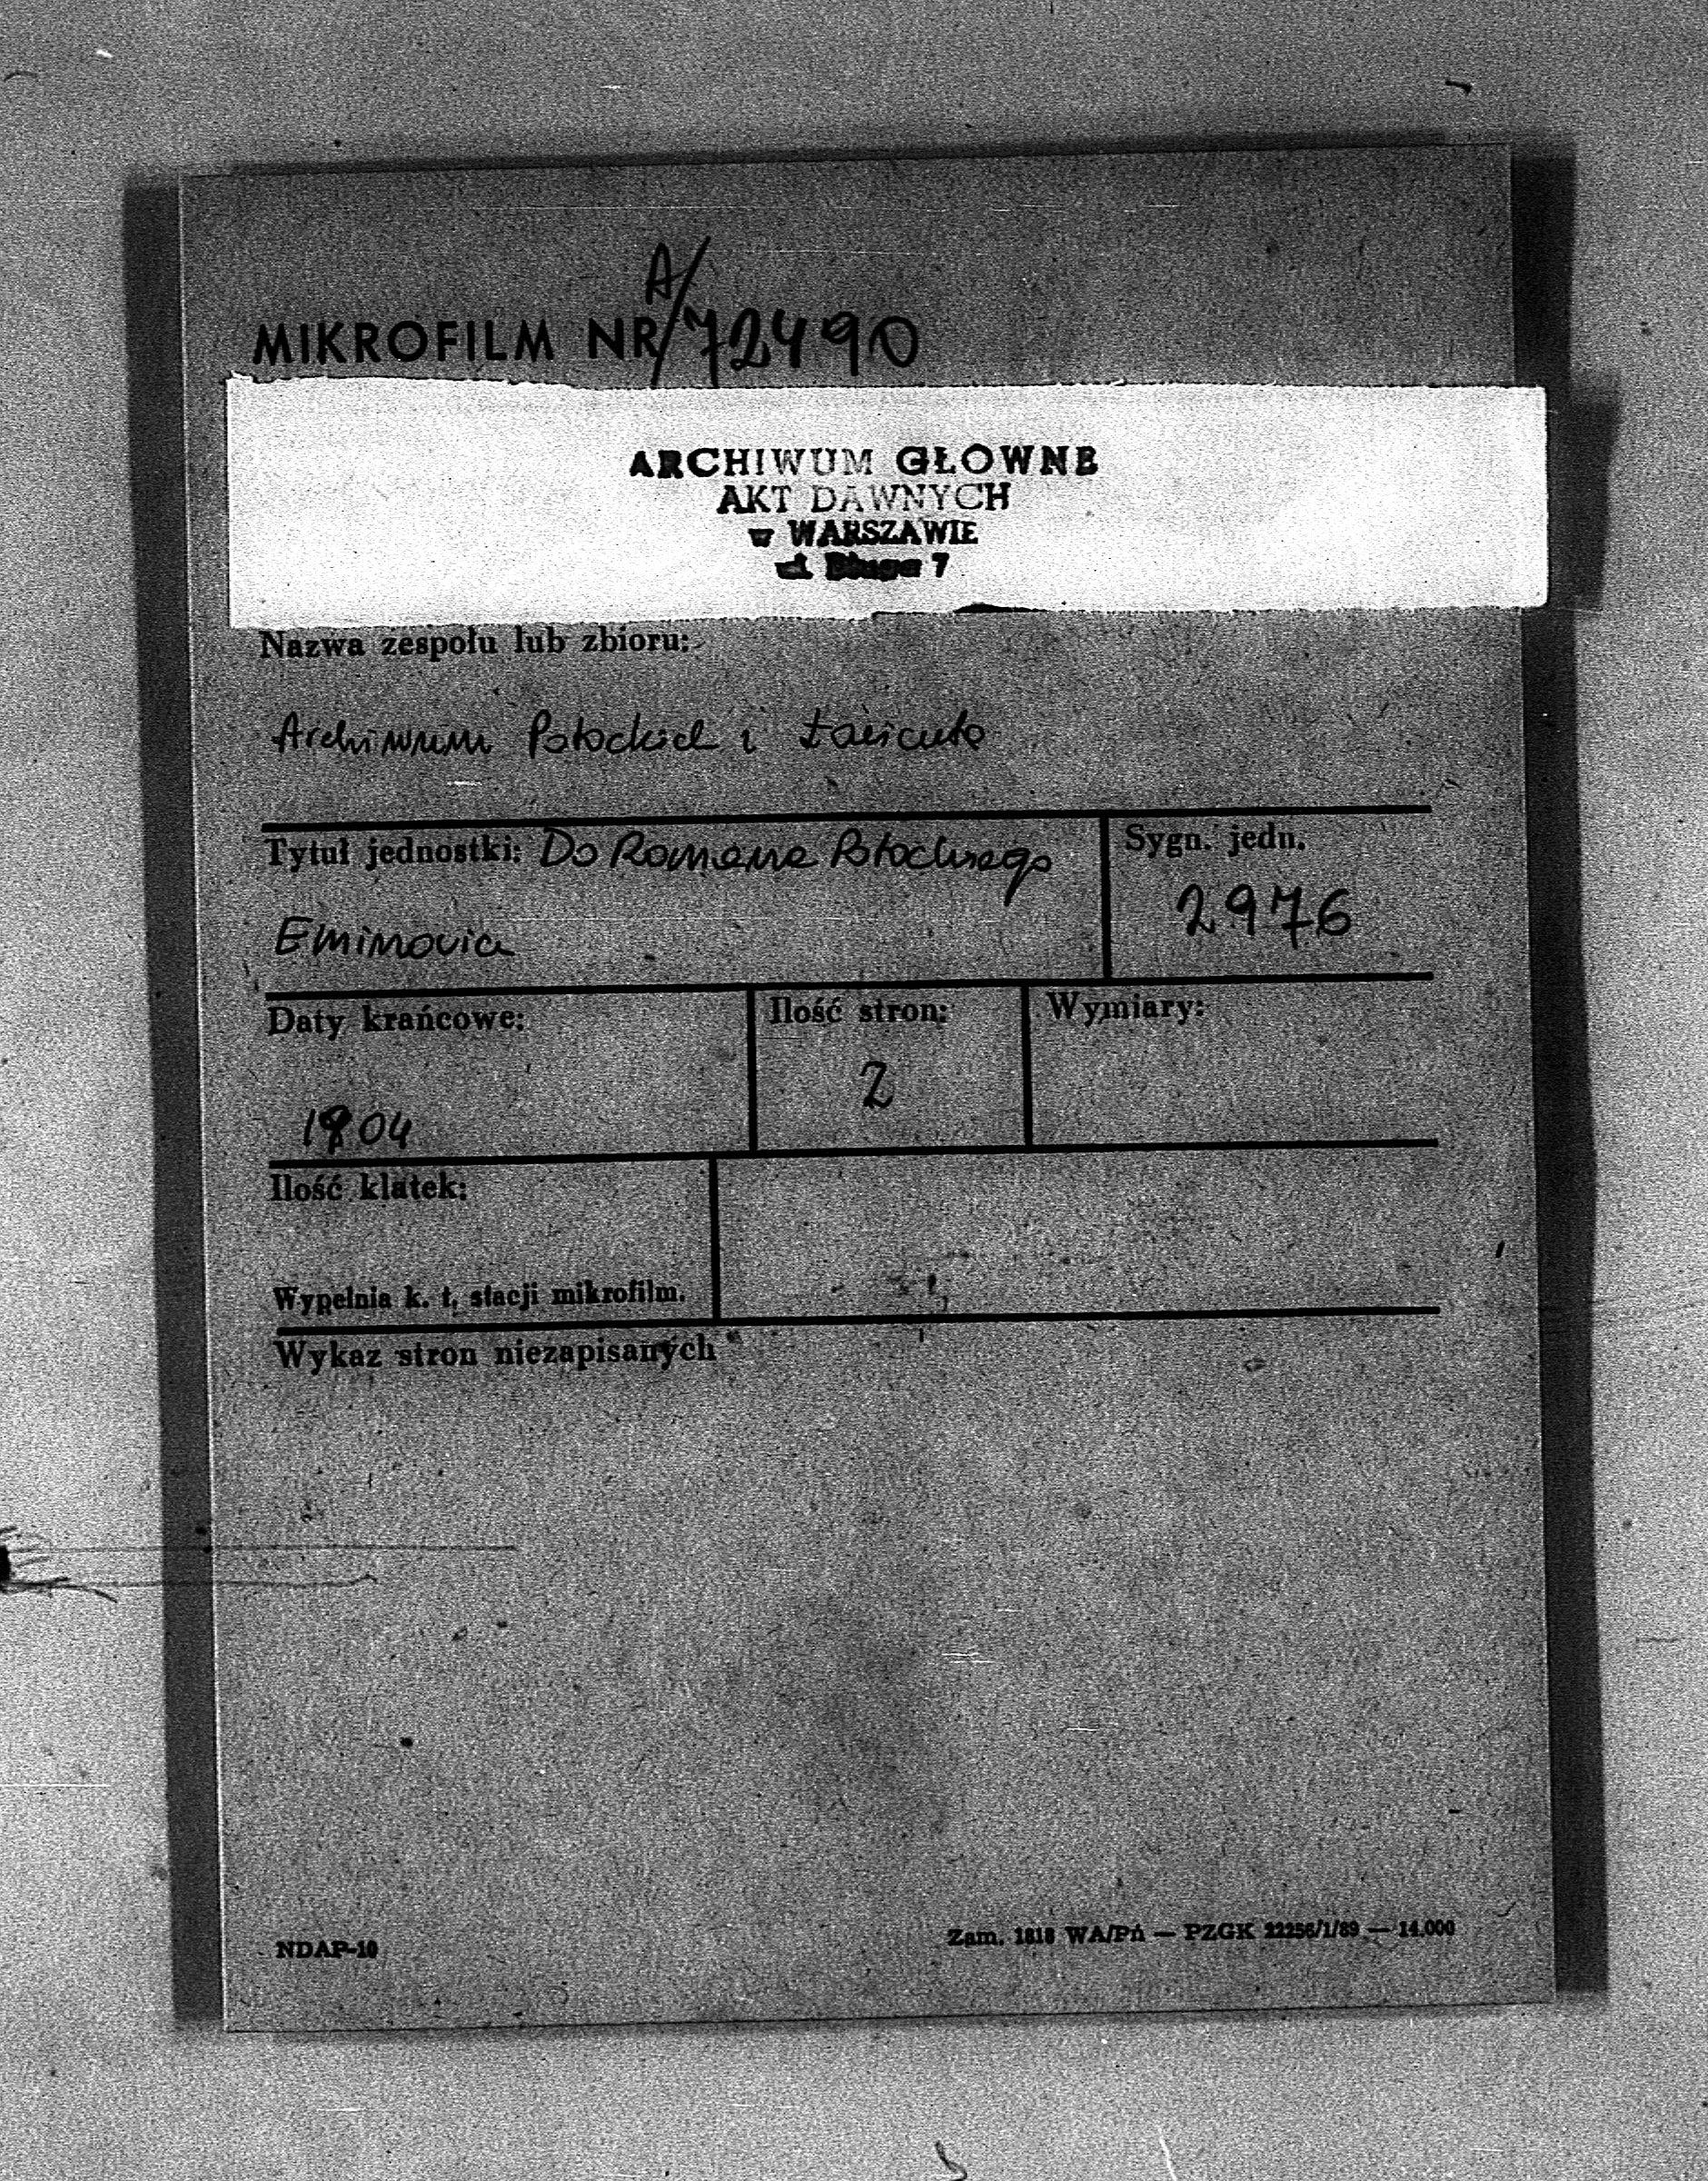 A/
MIKROFILM NR 72490
ARCHIWUM GŁÓWNE
AKT DAWNYCH
w WARSZAWIE
ul. Długa 7
Nazwa zespołu lub zbioru:
Archiwum Potockich z Łańcuta
Tytuł jednostki: Do Romana Potockiego
Sygn. jedn.
2976
Daty krańcowe:
Ilość stron:
Wymiary:
2
1904
Ilość klatek:
Wypełnia k. t. stacji mikrofilm.
Wykaz stron niezapisanych
NDAP-10
Zam. 1818 WA/Pń — PZGK 22256/1/89 — 14.000